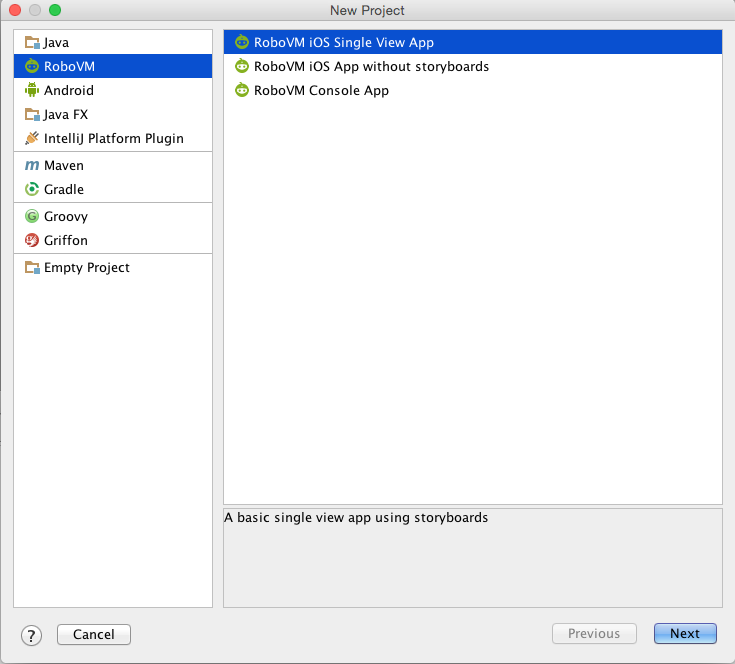 New Project
Java
RoboVM
Android
Java FX
IntelliJ Platform Plugin
m Maven
Gradle
G Groovy
Griffon
Empty Project
RoboVM iOS Single View App
RoboVM iOS App without storyboards
RoboVM Console App
A basic single view app using storyboards
?
Cancel
Previous
Next